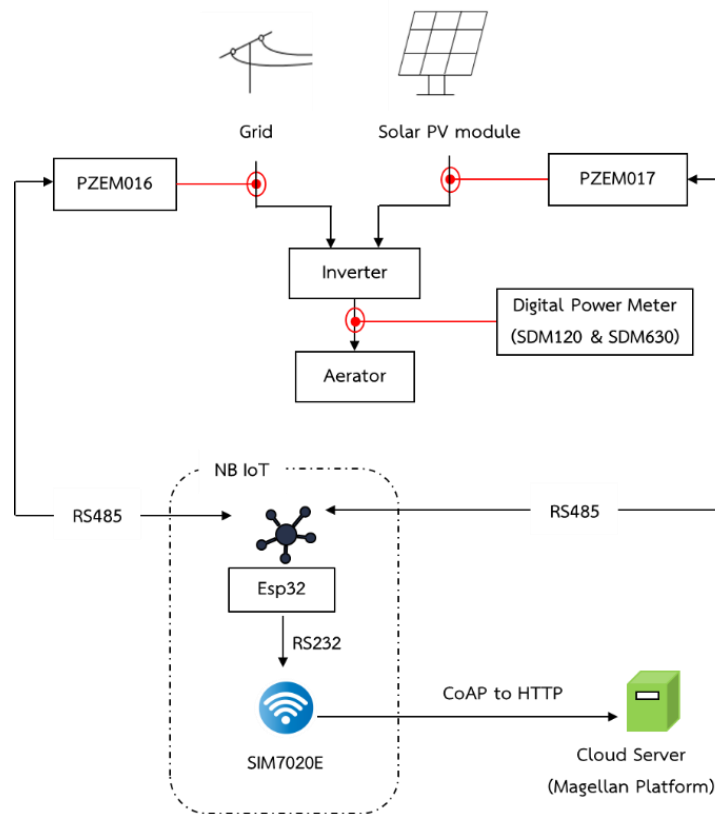 Grid
Solar PV module
PZEM016
PZEM017
Inverter
Digital Power Meter
(SDM120 & SDM630)
Aerator
NB IoT
RS485
RS485
Esp32
RS232
CoAP to HTTP
SIM7020E
Cloud Server
(Magellan Platform)